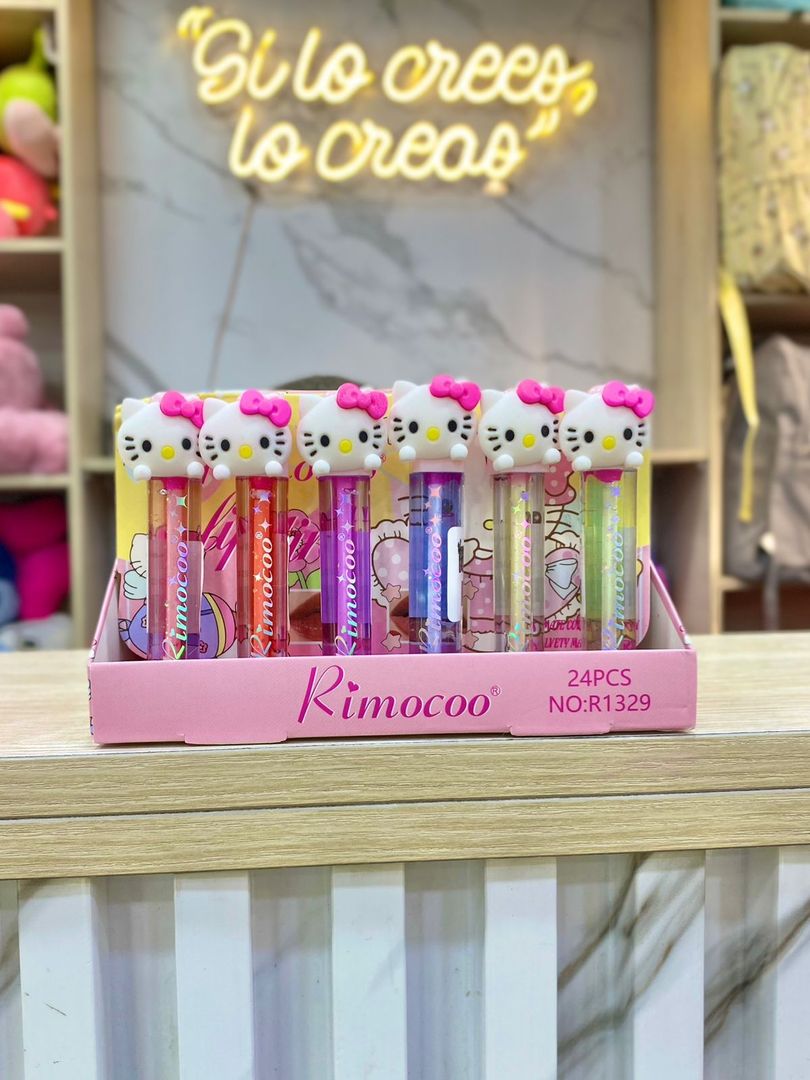 "Si lo crees,
lo creas"
Rimocoo
Rimocoo
Rimocoo
Rimocoo
Rimocoo
Rimocoo
Rimocoo®
24PCS
NO:R1329